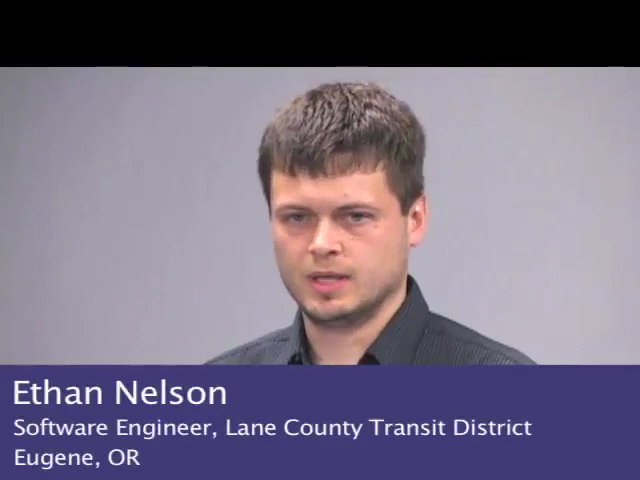 Ethan Nelson
Software Engineer, Lane County Transit District
Eugene, OR